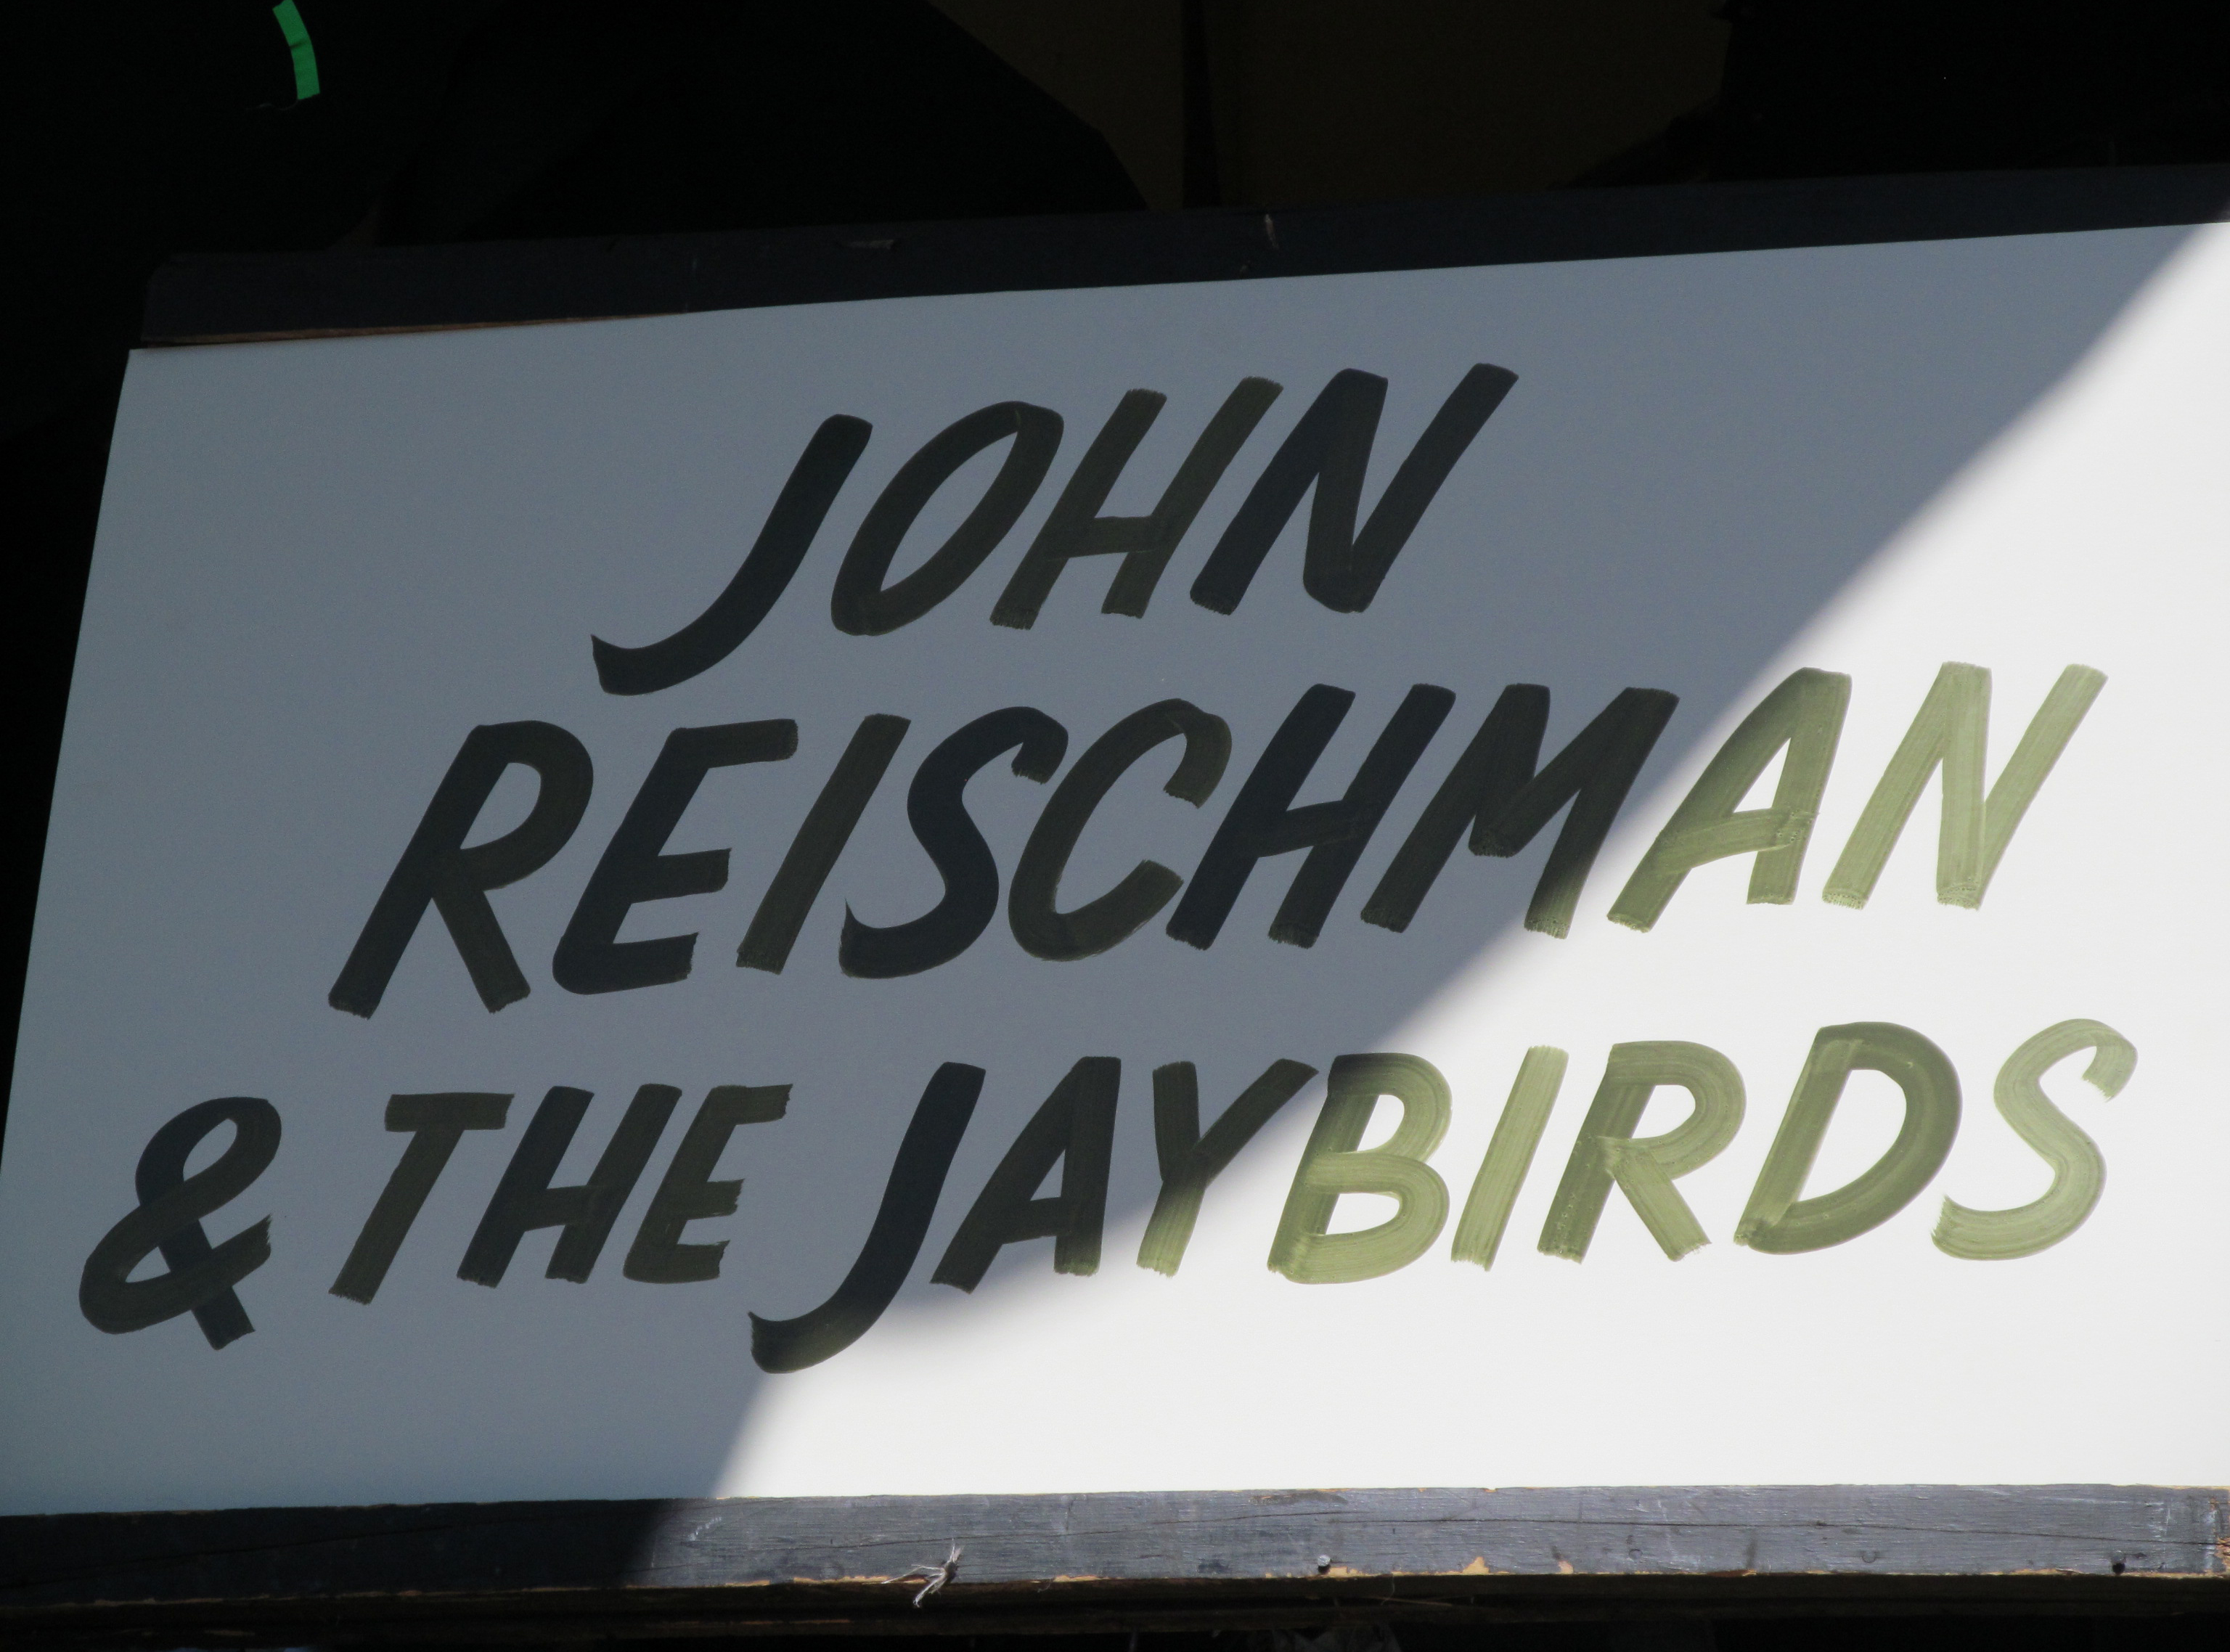 JOHN
REISCHMAN
& THE JAYBIRDS